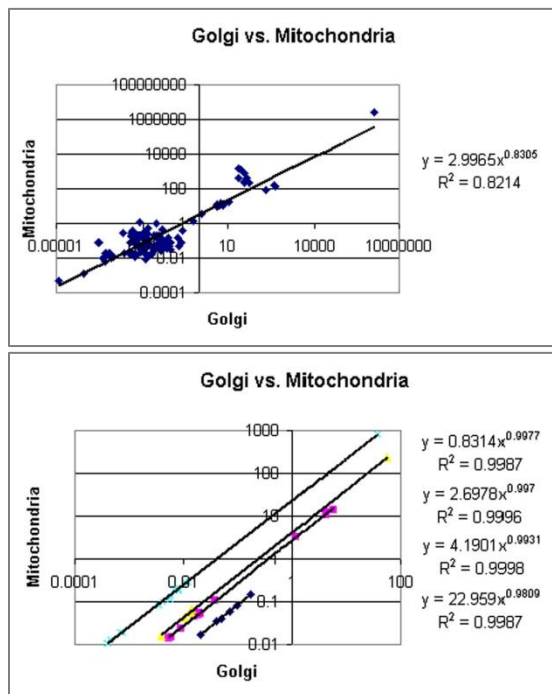 Golgi vs. Mitochondria
100000000
1000000
10000
100
1
0.01
0.0001
0.00001
10
10000
10000000
Mitochondria
Golgi
y = 2.9965x^0.8305
R² = 0.8214
Golgi vs. Mitochondria
1000
100
10
1
0.1
0.01
0.0001
0.01
1
100
Mitochondria
Golgi
y = 0.8314x^0.9977
R² = 0.9987
y = 2.6978x^0.997
R² = 0.9996
y = 4.1901x^0.9931
R² = 0.9998
y = 22.959x^0.9809
R² = 0.9987